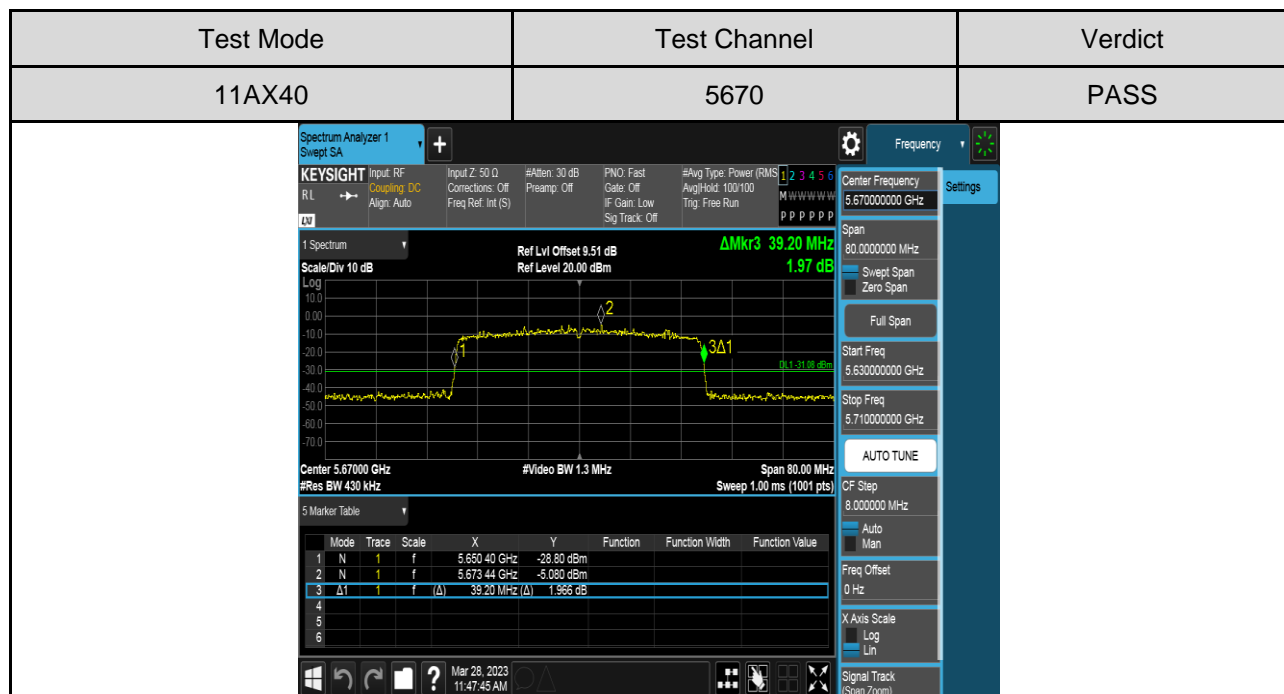 Test Mode Test Channel Verdict
11AX40 5670 PASS
Spectrum Analyzer 1
Swept SA
Frequency
Settings
KEYSIGHT
RL
LXI
Input: RF
Coupling: DC
Align: Auto
Input Z: 50 Ω
Corrections: Off
Freq Ref: Int (S)
#Atten: 30 dB
Preamp: Off
PNO: Fast
Gate: Off
IF Gain: Low
Sig Track: Off
#Avg Type: Power (RMS
Avg|Hold: 100/100
Trig: Free Run
1 2 3 4 5 6
M W W W W W
P P P P P P
1 Spectrum
Scale/Div 10 dB
Log
Ref Lvl Offset 9.51 dB
Ref Level 20.00 dBm
ΔMkr3 39.20 MHz
1.97 dB
10.0
0.00
-10.0
-20.0
-30.0
-40.0
-50.0
-60.0
-70.0
1
2
3Δ1
DL1 -31.08 dBm
Center 5.67000 GHz
#Res BW 430 kHz
#Video BW 1.3 MHz
Span 80.00 MHz
Sweep 1.00 ms (1001 pts)
5 Marker Table
Mode Trace Scale X Y Function Function Width Function Value
1 N 1 f 5.650 40 GHz -28.80 dBm
2 N 1 f 5.673 44 GHz -5.080 dBm
3 Δ1 1 f (Δ) 39.20 MHz (Δ) 1.966 dB
4
5
6
Mar 28, 2023
11:47:45 AM
Center Frequency
5.670000000 GHz
Span
80.0000000 MHz
Swept Span
Zero Span
Full Span
Start Freq
5.630000000 GHz
Stop Freq
5.710000000 GHz
AUTO TUNE
CF Step
8.000000 MHz
Auto
Man
Freq Offset
0 Hz
X Axis Scale
Log
Lin
Signal Track
(Span Zoom)